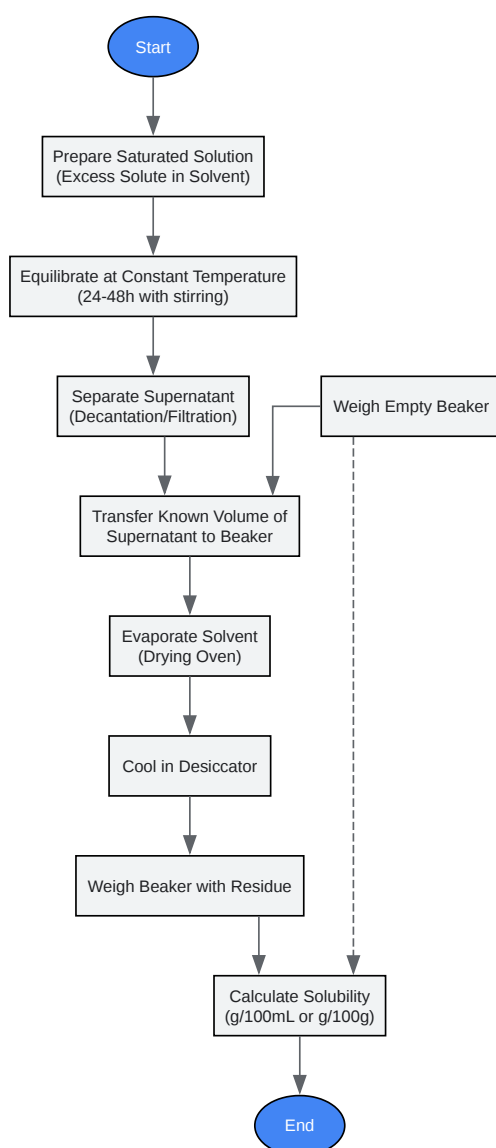 Start
Prepare Saturated Solution
(Excess Solute in Solvent)
Equilibrate at Constant Temperature
(24-48h with stirring)
Separate Supernatant
(Decantation/Filtration)
Weigh Empty Beaker
Transfer Known Volume of
Supernatant to Beaker
Evaporate Solvent
(Drying Oven)
Cool in Desiccator
Weigh Beaker with Residue
Calculate Solubility
(g/100mL or g/100g)
End